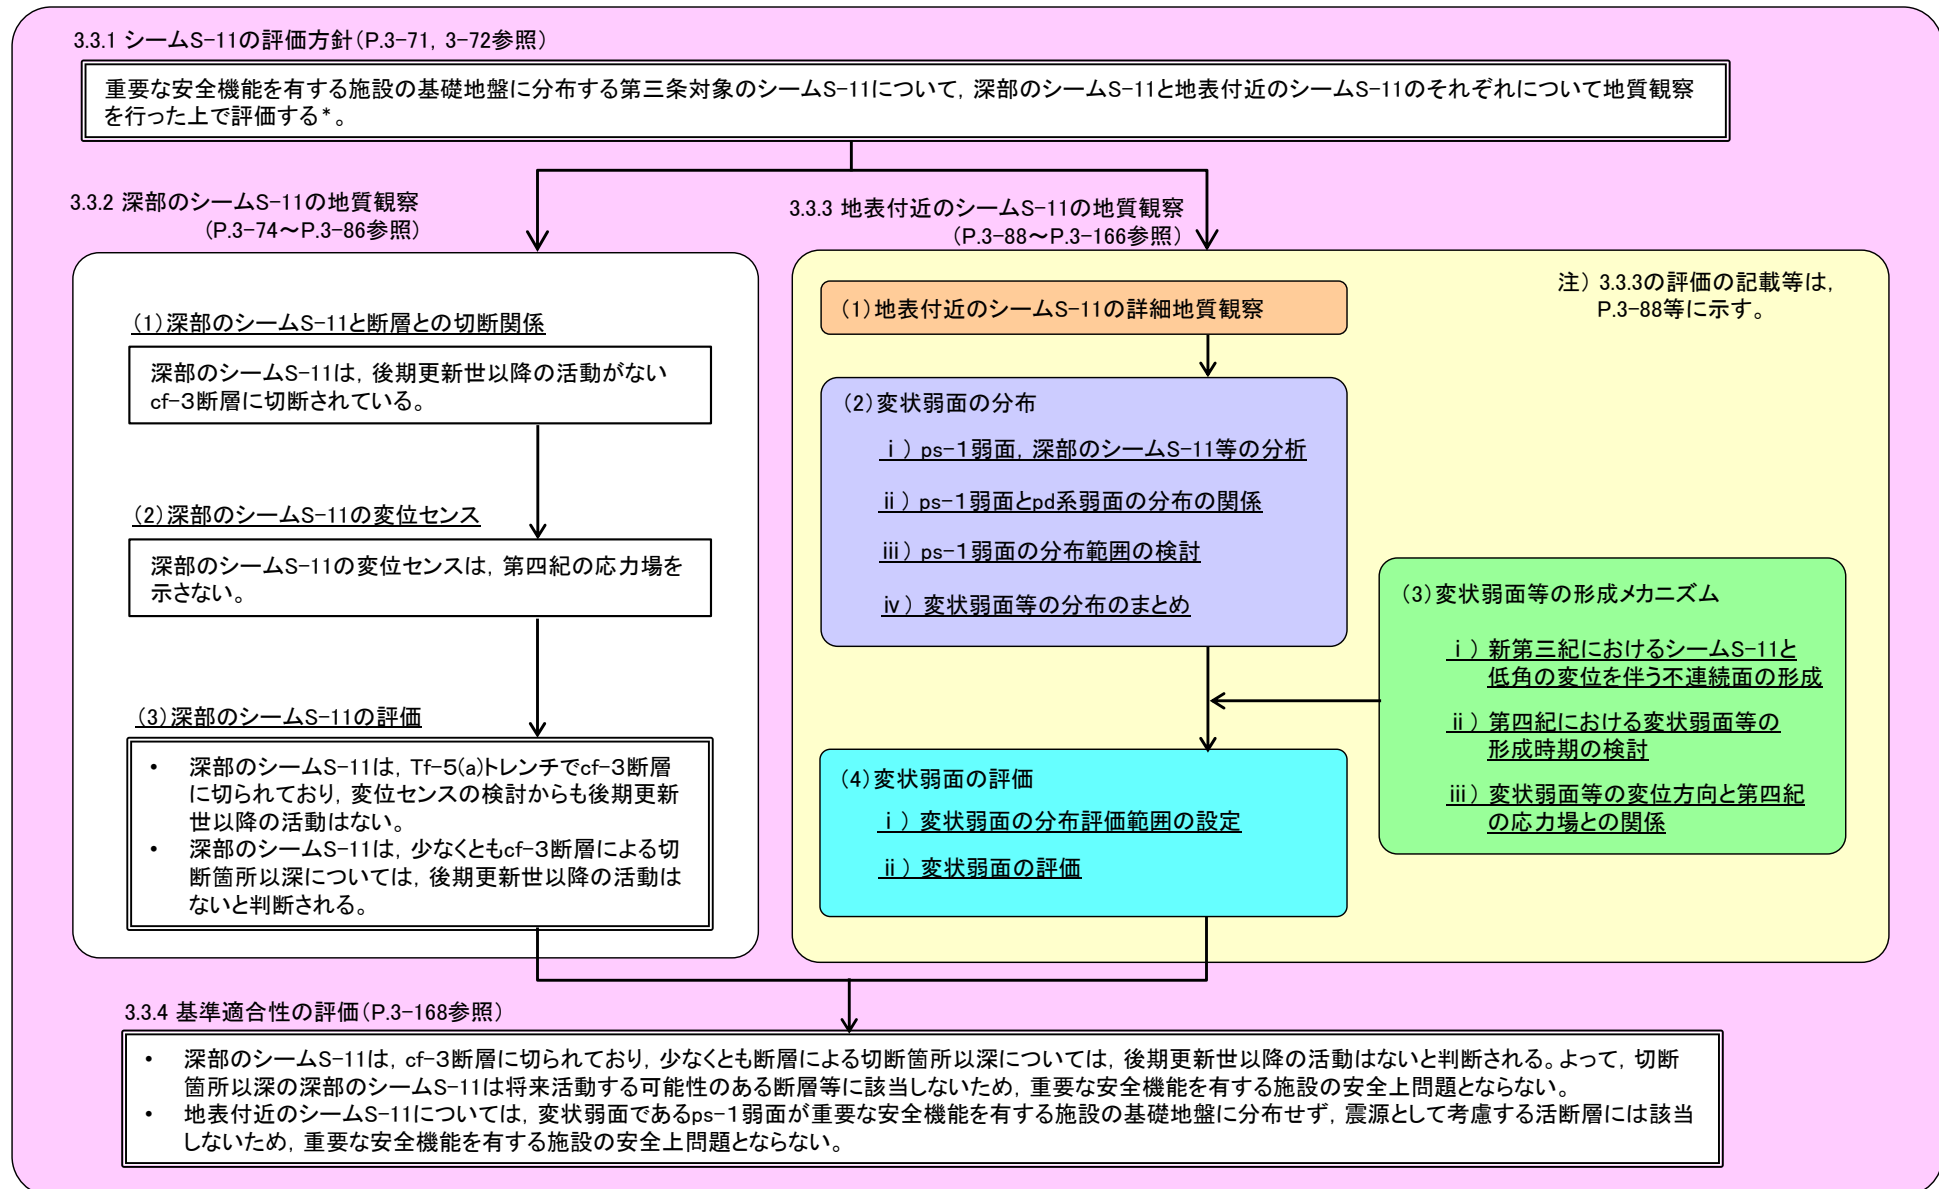 3.3.1 シームS-11の評価方針(P.3-71, 3-72参照)
重要な安全機能を有する施設の基礎地盤に分布する第三条対象のシームS-11について, 深部のシームS-11と地表付近のシームS-11のそれぞれについて地質観察
を行った上で評価する*。
3.3.2 深部のシームS-11の地質観察
(P.3-74～P.3-86参照)
(1)深部のシームS-11と断層との切断関係
深部のシームS-11は, 後期更新世以降の活動がない
cf-3断層に切断されている。
(2)深部のシームS-11の変位センス
深部のシームS-11の変位センスは, 第四紀の応力場を
示さない。
(3)深部のシームS-11の評価
• 深部のシームS-11は, Tf-5(a)トレンチでcf-3断層
に切られており, 変位センスの検討からも後期更新
世以降の活動はない。
• 深部のシームS-11は, 少なくともcf-3断層による切
断箇所以深については, 後期更新世以降の活動は
ないと判断される。
3.3.3 地表付近のシームS-11の地質観察
(P.3-88～P.3-166参照)
注) 3.3.3の評価の記載等は,
P.3-88等に示す。
(1)地表付近のシームS-11の詳細地質観察
(2)変状弱面の分布
ⅰ) ps-1弱面, 深部のシームS-11等の分析
ⅱ) ps-1弱面とpd系弱面の分布の関係
ⅲ) ps-1弱面の分布範囲の検討
ⅳ) 変状弱面等の分布のまとめ
(3)変状弱面等の形成メカニズム
ⅰ) 新第三紀におけるシームS-11と
低角の変位を伴う不連続面の形成
ⅱ) 第四紀における変状弱面等の
形成時期の検討
ⅲ) 変状弱面等の変位方向と第四紀
の応力場との関係
(4)変状弱面の評価
ⅰ) 変状弱面の分布評価範囲の設定
ⅱ) 変状弱面の評価
3.3.4 基準適合性の評価(P.3-168参照)
• 深部のシームS-11は, cf-3断層に切られており, 少なくとも断層による切断箇所以深については, 後期更新世以降の活動はないと判断される。よって, 切断
箇所以深の深部のシームS-11は将来活動する可能性のある断層等に該当しないため, 重要な安全機能を有する施設の安全上問題とならない。
• 地表付近のシームS-11については, 変状弱面であるps-1弱面が重要な安全機能を有する施設の基礎地盤に分布せず, 震源として考慮する活断層には該当
しないため, 重要な安全機能を有する施設の安全上問題とならない。